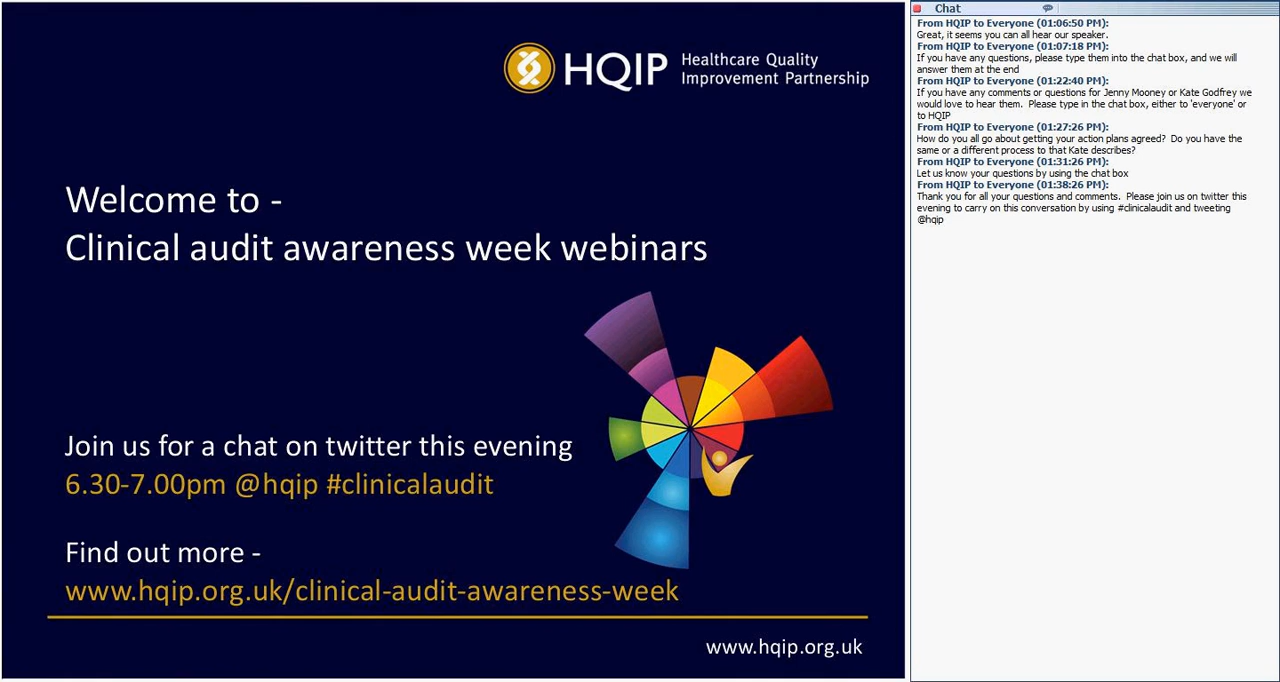 HQIP Healthcare Quality
Improvement Partnership
Welcome to -
Clinical audit awareness week webinars
Join us for a chat on twitter this evening
6.30-7.00pm @hqip #clinicalaudit
Find out more -
www.hqip.org.uk/clinical-audit-awareness-week
www.hqip.org.uk
Chat
From HQIP to Everyone (01:06:50 PM):
Great, it seems you can all hear our speaker.
From HQIP to Everyone (01:07:18 PM):
If you have any questions, please type them into the chat box, and we will
answer them at the end
From HQIP to Everyone (01:22:40 PM):
If you have any comments or questions for Jenny Mooney or Kate Godfrey we
would love to hear them.  Please type in the chat box, either to 'everyone' or
to HQIP
From HQIP to Everyone (01:27:26 PM):
How do you all go about getting your action plans agreed?  Do you have the
same or a different process to that Kate describes?
From HQIP to Everyone (01:31:26 PM):
Let us know your questions by using the chat box
From HQIP to Everyone (01:38:26 PM):
Thank you for all your questions and comments.  Please join us on twitter this
evening to carry on this conversation by using #clinicalaudit and tweeting
@hqip